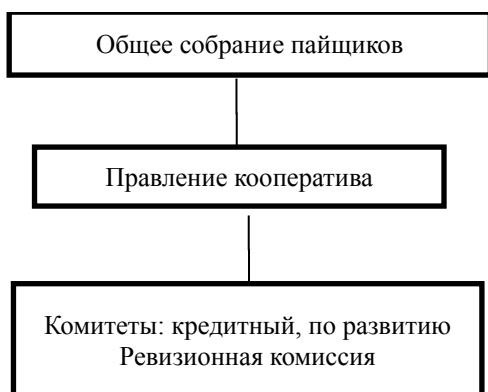 Общее собрание пайщиков
Правление кооператива
Комитеты: кредитный, по развитию
Ревизионная комиссия